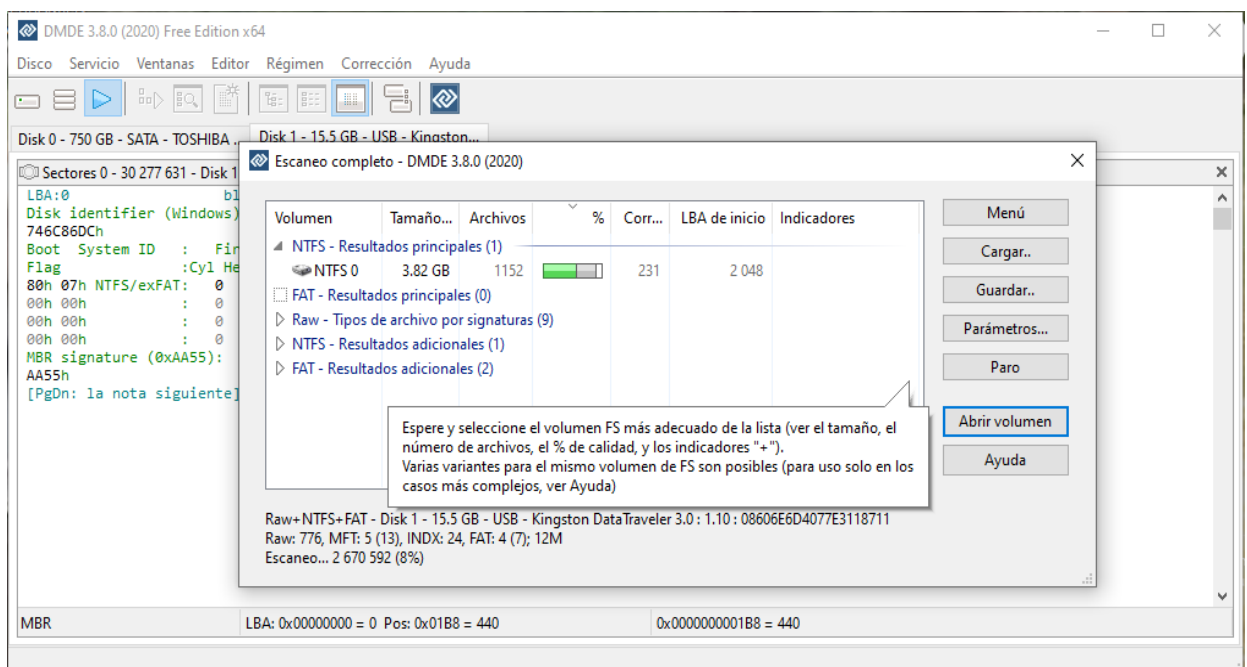 DMDE 3.8.0 (2020) Free Edition x64
Disco Servicio Ventanas Editor Régimen Corrección Ayuda
Disk 0 - 750 GB - SATA - TOSHIBA ... Disk 1 - 15.5 GB - USB - Kingston...
Sectores 0 - 30 277 631 - Disk 1
LBA:0 bl
Disk identifier (Windows)
746C86DCh
Boot System ID : Fir
Flag :Cyl He
80h 07h NTFS/exFAT: 0
00h 00h : 0
00h 00h : 0
00h 00h : 0
MBR signature (0xAA55):
AA55h
[PgDn: la nota siguiente]
Escaneo completo - DMDE 3.8.0 (2020)
Volumen Tamaño... Archivos % Corr... LBA de inicio Indicadores
NTFS - Resultados principales (1)
NTFS 0 3.82 GB 1152 231 2 048
FAT - Resultados principales (0)
Raw - Tipos de archivo por signaturas (9)
NTFS - Resultados adicionales (1)
FAT - Resultados adicionales (2)
Menú
Cargar..
Guardar..
Parámetros...
Paro
Abrir volumen
Ayuda
Espere y seleccione el volumen FS más adecuado de la lista (ver el tamaño, el
número de archivos, el % de calidad, y los indicadores "+").
Varias variantes para el mismo volumen de FS son posibles (para uso solo en los
casos más complejos, ver Ayuda)
Raw+NTFS+FAT - Disk 1 - 15.5 GB - USB - Kingston DataTraveler 3.0 : 1.10 : 08606E6D4077E3118711
Raw: 776, MFT: 5 (13), INDX: 24, FAT: 4 (7); 12M
Escaneo... 2 670 592 (8%)
MBR LBA: 0x00000000 = 0 Pos: 0x01B8 = 440 0x0000000001B8 = 440